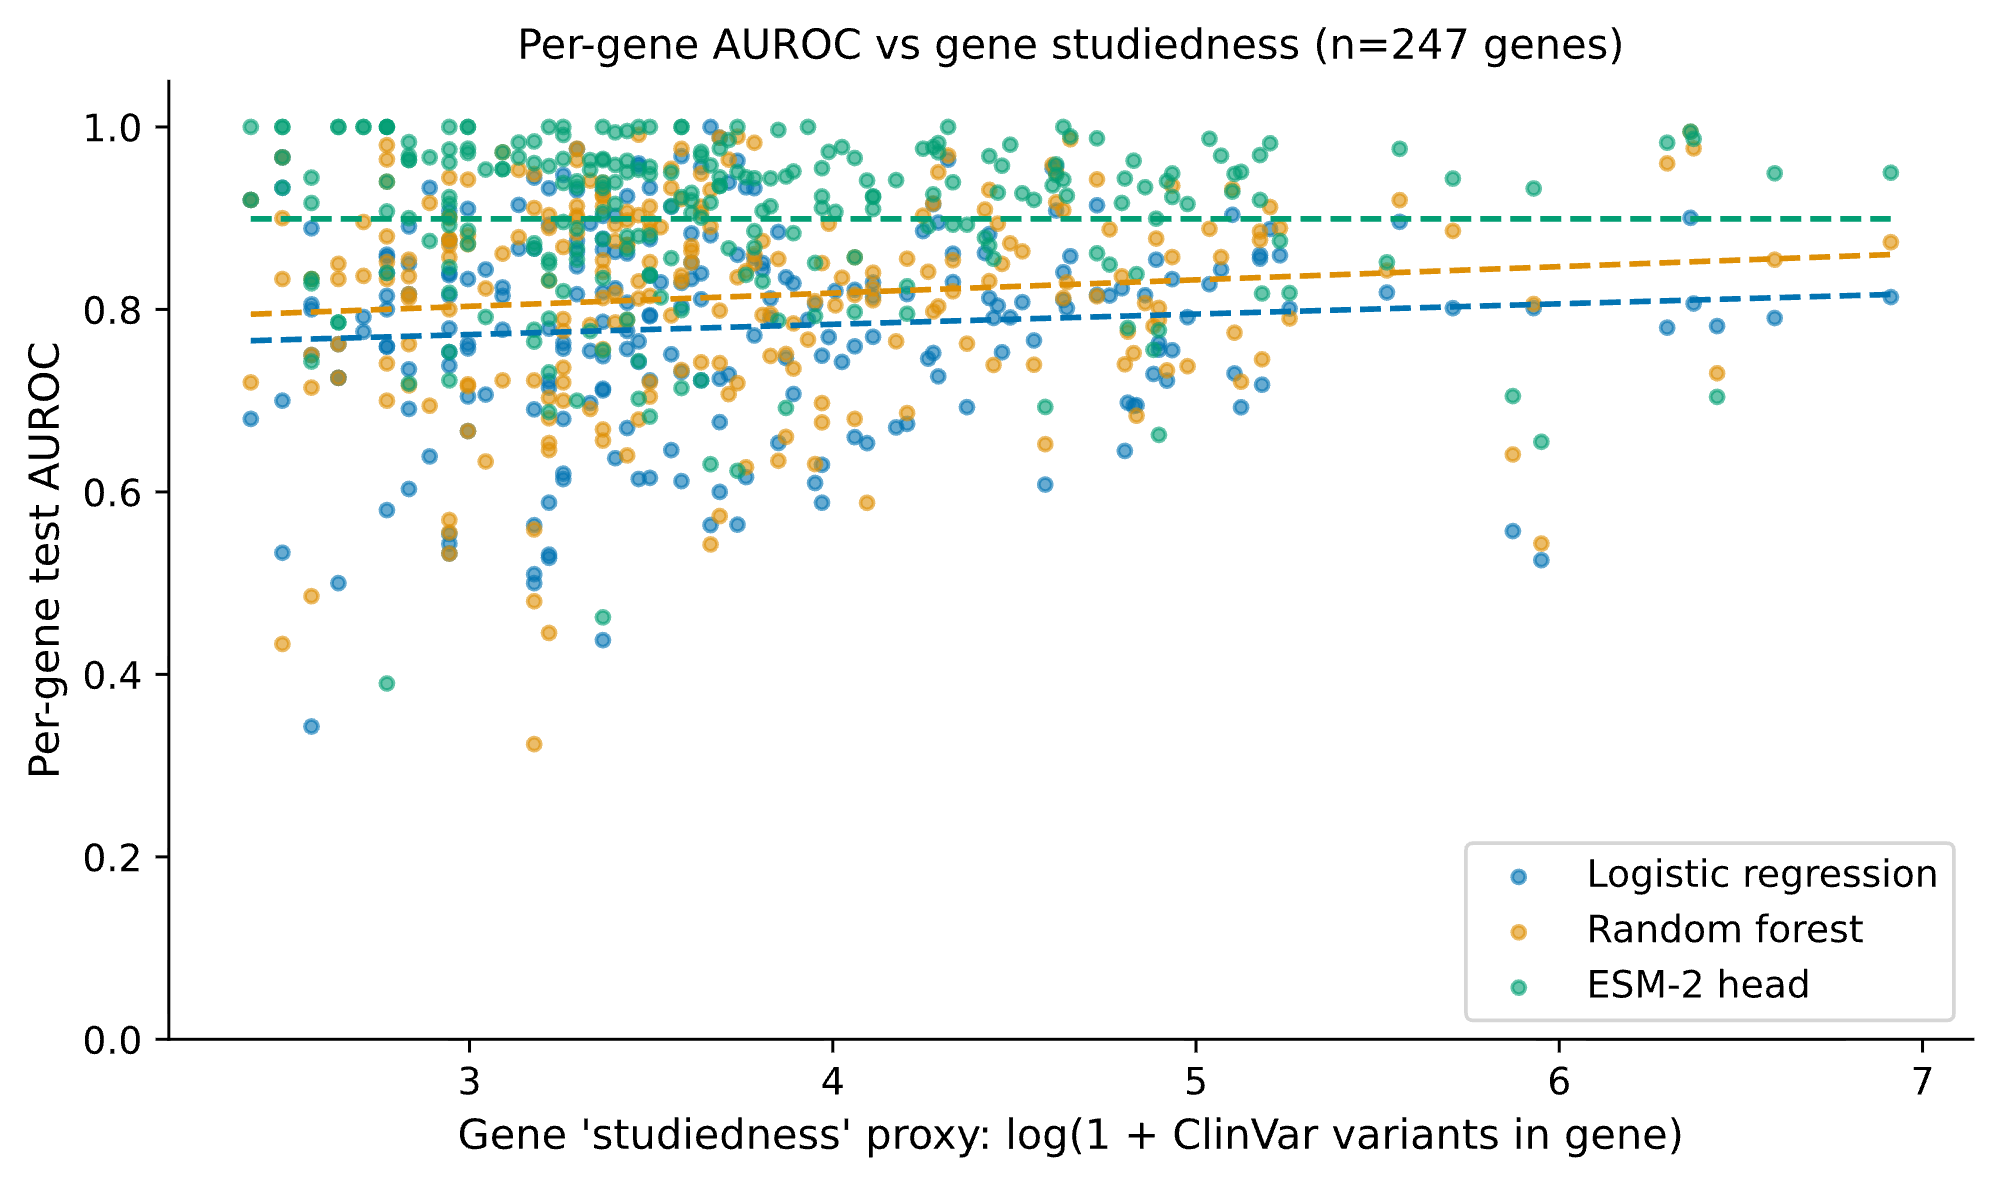 Per-gene AUROC vs gene studiedness (n=247 genes)
Per-gene test AUROC
1.0
0.8
0.6
0.4
0.2
0.0
3 4 5 6 7
Gene 'studiedness' proxy: log(1 + ClinVar variants in gene)
Logistic regression
Random forest
ESM-2 head